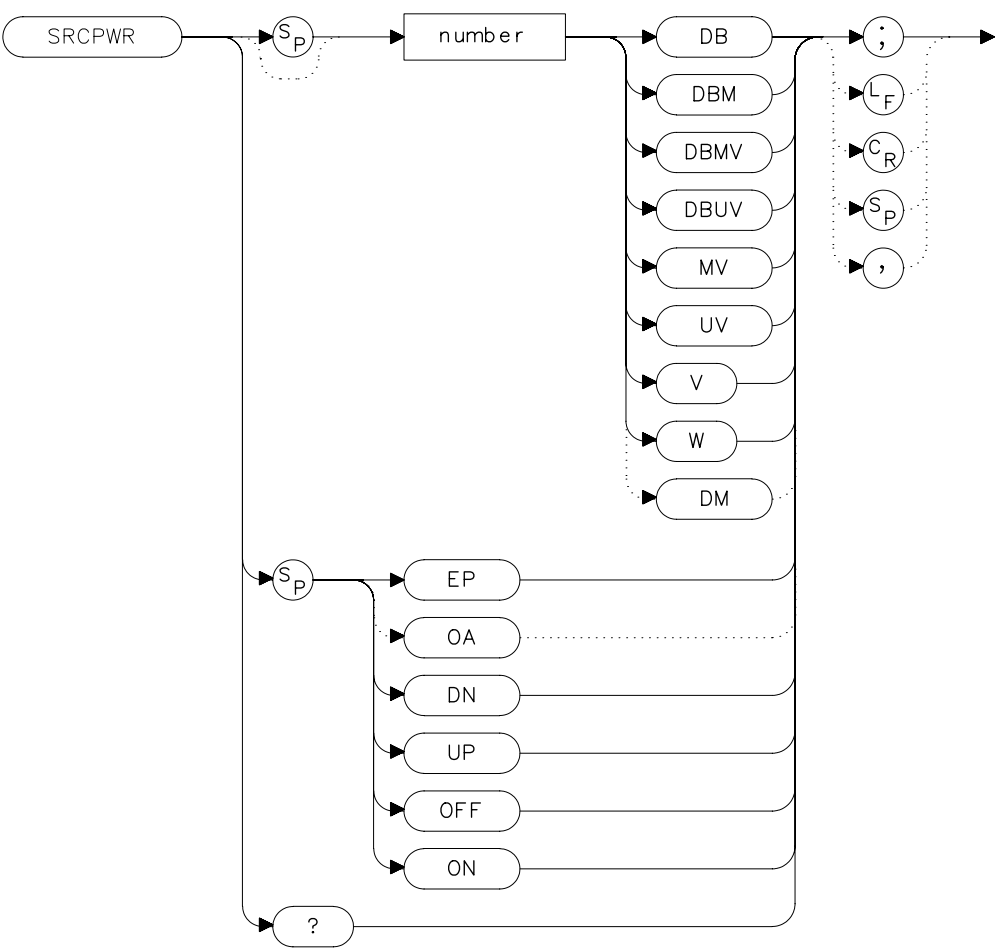 SRCPWR SP number DB ;
DBM LF
DBMV CR
DBUV SP
MV ,
UV
V
W
DM
SP EP
OA
DN
UP
OFF
ON
?